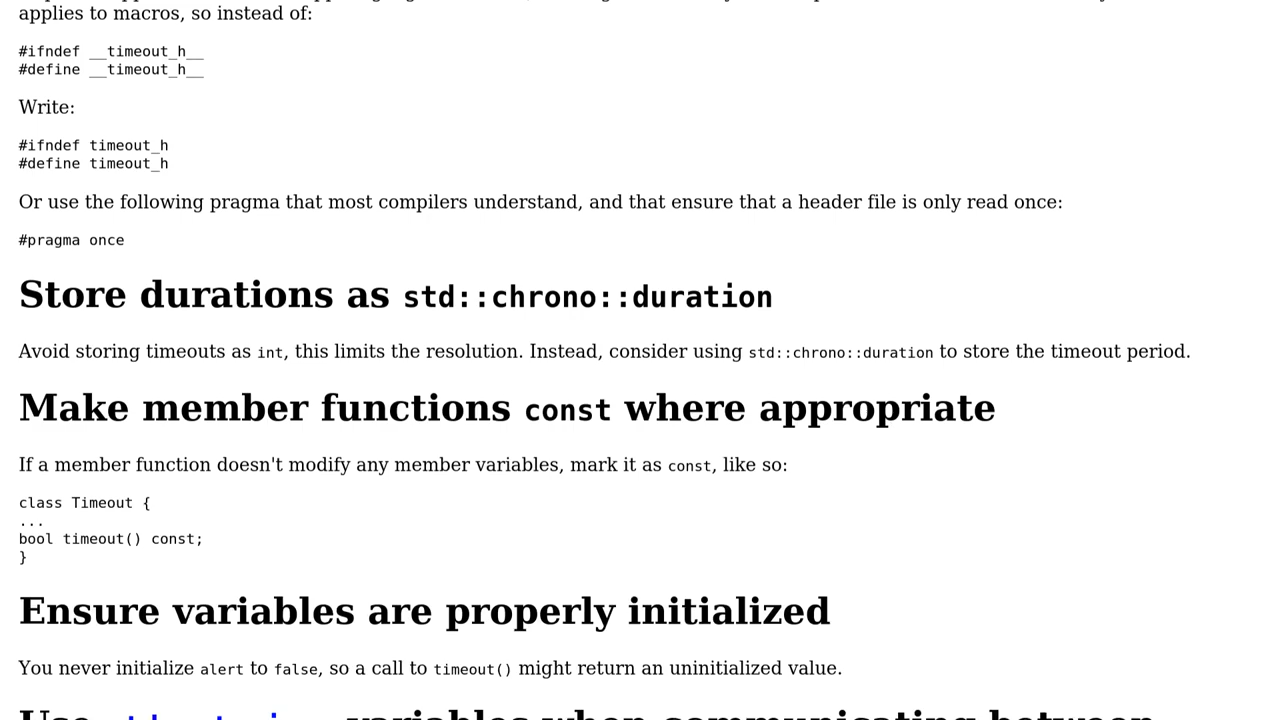 applies to macros, so instead of:
#ifndef __timeout_h__
#define __timeout_h__
Write:
#ifndef timeout_h
#define timeout_h
Or use the following pragma that most compilers understand, and that ensure that a header file is only read once:
#pragma once
Store durations as std::chrono::duration
Avoid storing timeouts as int, this limits the resolution. Instead, consider using std::chrono::duration to store the timeout period.
Make member functions const where appropriate
If a member function doesn't modify any member variables, mark it as const, like so:
class Timeout {
...
bool timeout() const;
}
Ensure variables are properly initialized
You never initialize alert to false, so a call to timeout() might return an uninitialized value.
Use variables when communicating between